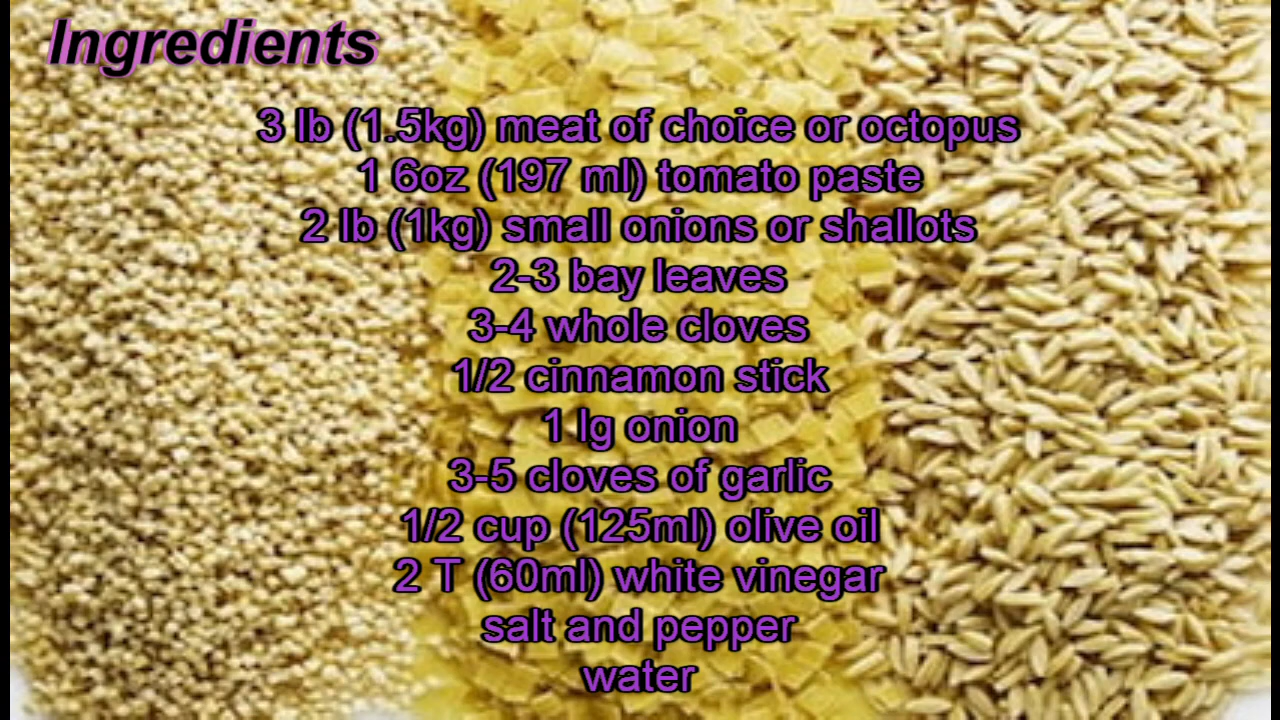 Ingredients
3 lb (1.5kg) meat of choice or octopus
1 6oz (197 ml) tomato paste
2 lb (1kg) small onions or shallots
2-3 bay leaves
3-4 whole cloves
1/2 cinnamon stick
1 lg onion
3-5 cloves of garlic
1/2 cup (125ml) olive oil
2 T (60ml) white vinegar
salt and pepper
water